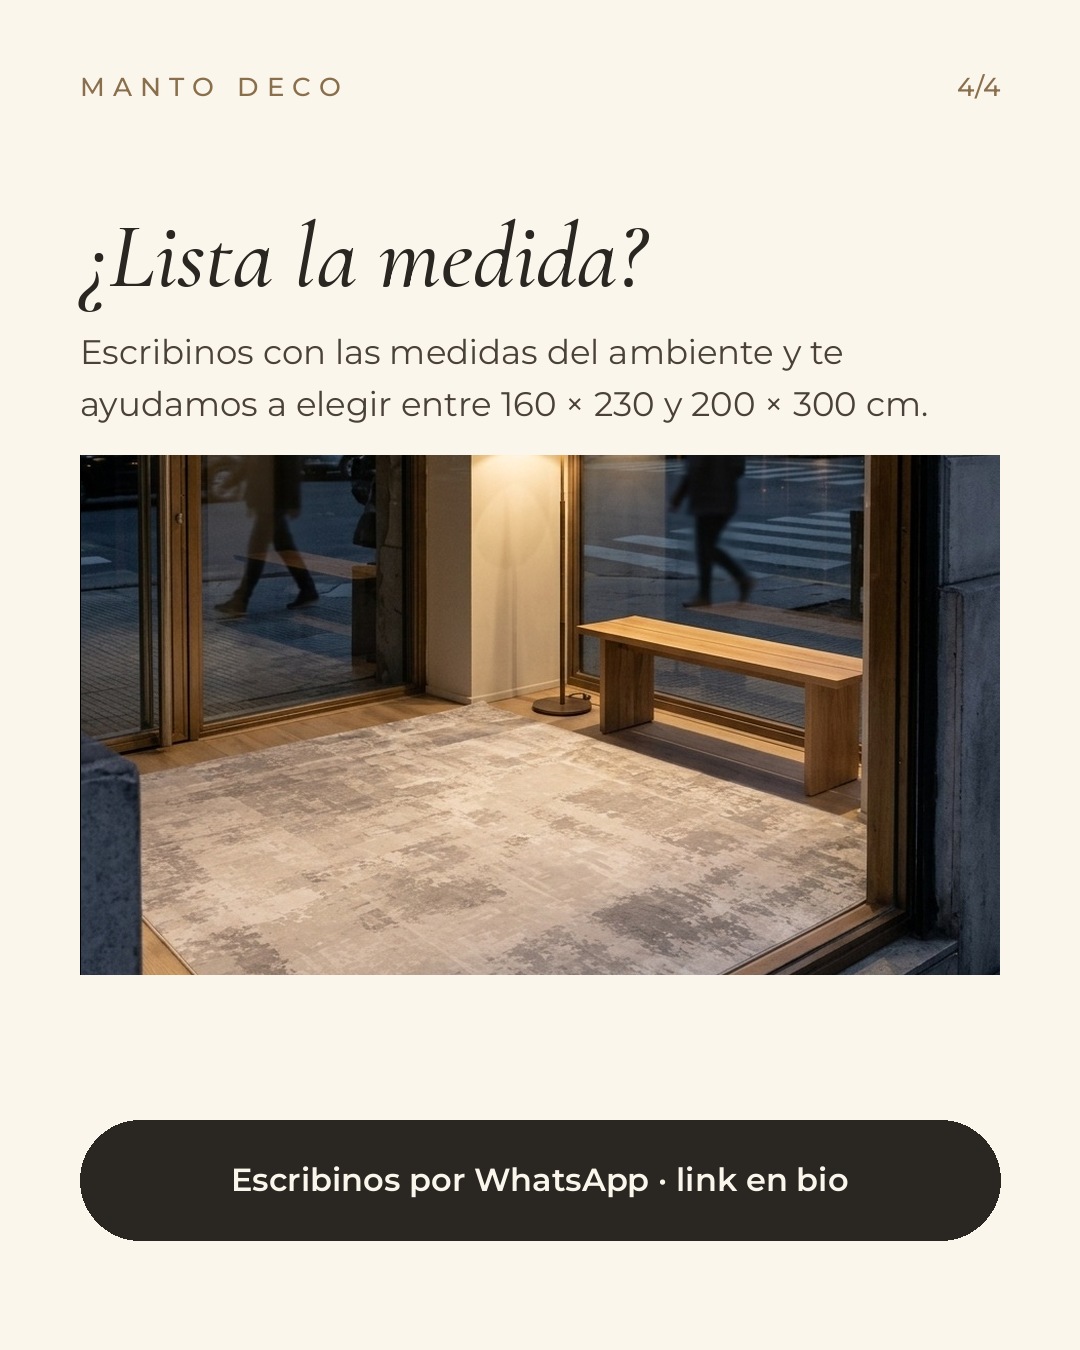 MANTO DECO
4/4
¿Lista la medida?
Escribinos con las medidas del ambiente y te
ayudamos a elegir entre 160 × 230 y 200 × 300 cm.
Escribinos por WhatsApp · link en bio